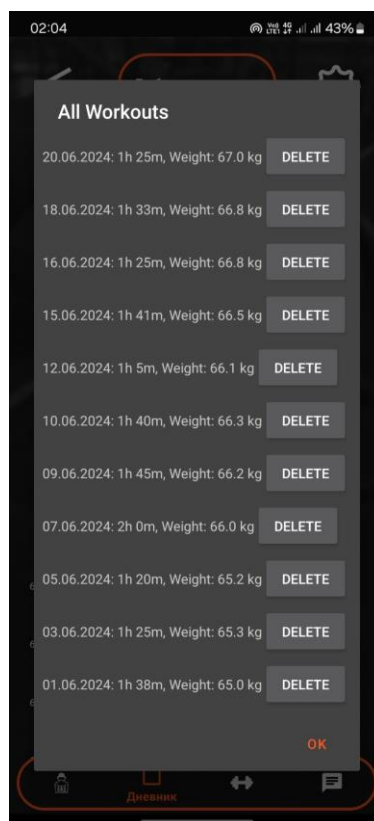 02:04
Vo) 4G
LTE1 43%
All Workouts
20.06.2024: 1h 25m, Weight: 67.0 kg DELETE
18.06.2024: 1h 33m, Weight: 66.8 kg DELETE
16.06.2024: 1h 25m, Weight: 66.8 kg DELETE
15.06.2024: 1h 41m, Weight: 66.5 kg DELETE
12.06.2024: 1h 5m, Weight: 66.1 kg DELETE
10.06.2024: 1h 40m, Weight: 66.3 kg DELETE
09.06.2024: 1h 45m, Weight: 66.2 kg DELETE
07.06.2024: 2h 0m, Weight: 66.0 kg DELETE
05.06.2024: 1h 20m, Weight: 65.2 kg DELETE
03.06.2024: 1h 25m, Weight: 65.3 kg DELETE
01.06.2024: 1h 38m, Weight: 65.0 kg DELETE
OK
Дневник